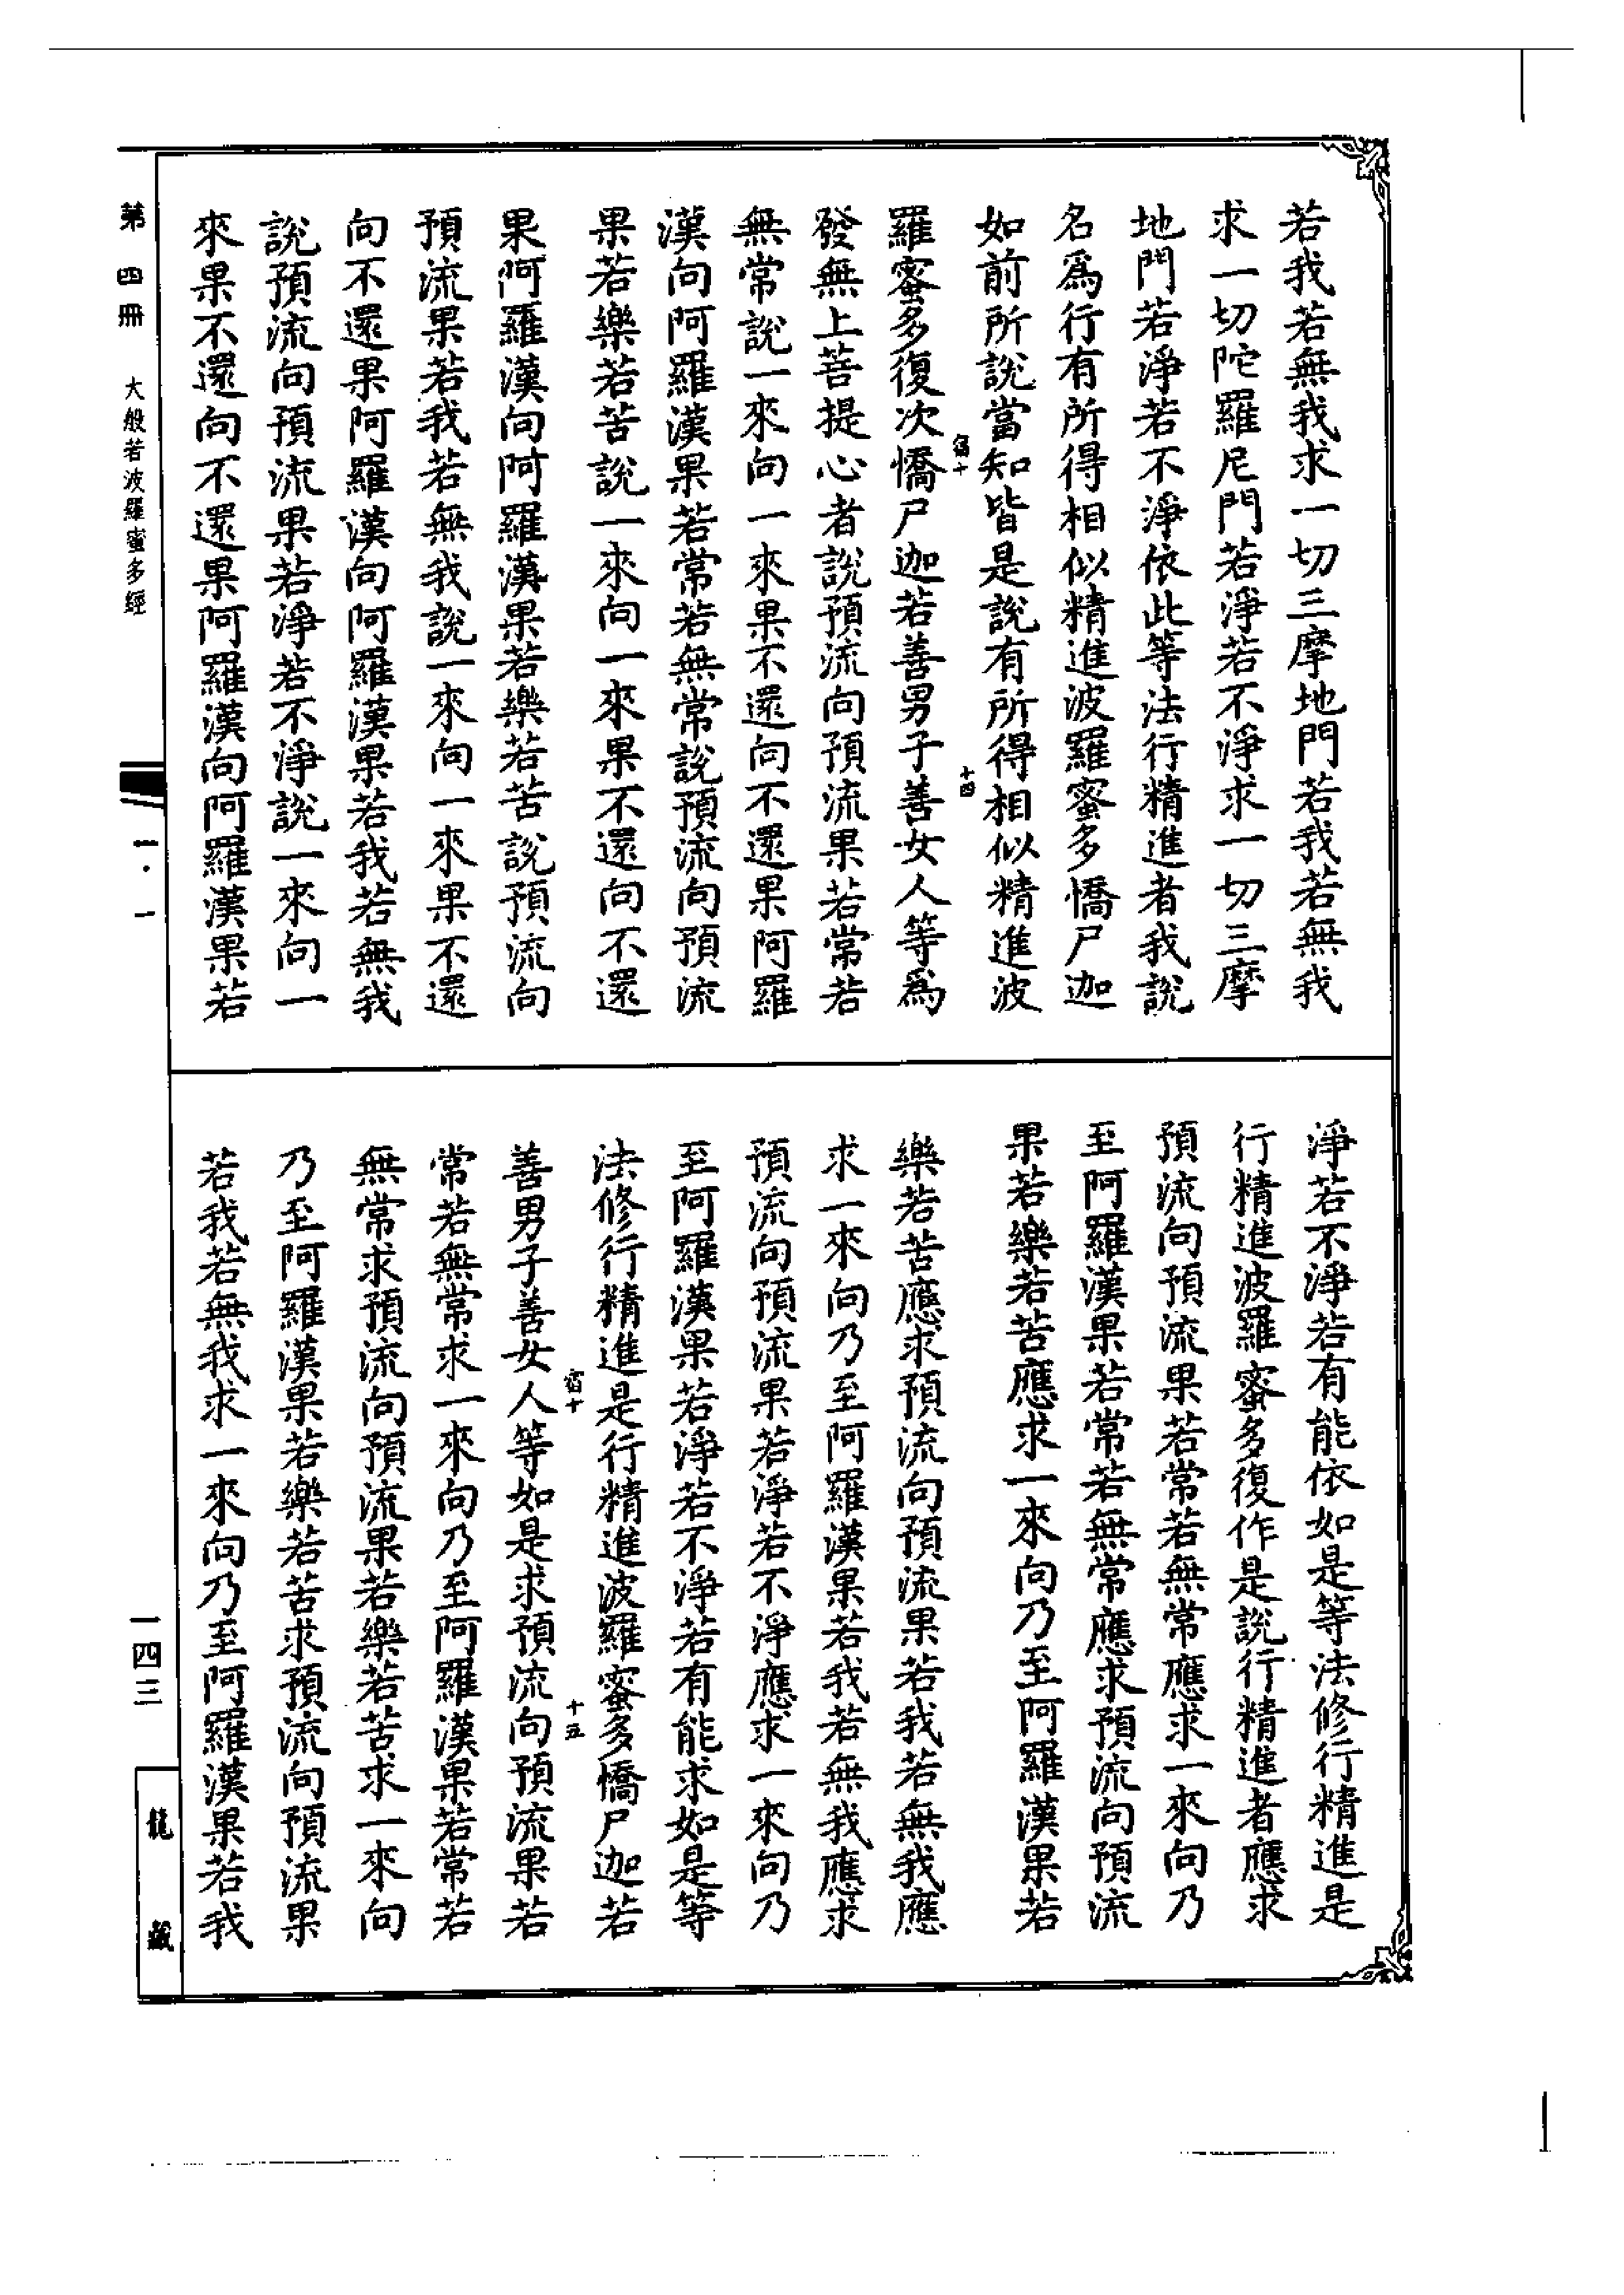 若我若無我求一切三摩地門若我若無我
求一切陀羅尼門若淨若不淨求一切三摩
地門若淨若不淨依此等法行精進者我說
名爲行有所得相似精進波羅蜜多憍尸迦
如前所說當知皆是說有所得相似精進波
宿十
十四
羅蜜多復次憍尸迦若善男子善女人等爲
發無上菩提心者說預流向預流果若常若
無常說一來向一來果不還向不還果阿羅
漢向阿羅漢果若常若無常說預流向預流
果若樂若苦說一來向一來果不還向不還
果阿羅漢向阿羅漢果若樂若苦說預流向
預流果若我若無我說一來向一來果不還
向不還果阿羅漢向阿羅漢果若我若無我
說預流向預流果若淨若不淨說一來向一
來果不還向不還果阿羅漢向阿羅漢果若
淨若不淨若有能依如是等法修行精進是
行精進波羅蜜多復作是說行精進者應求
預流向預流果若常若無常應求一來向乃
至阿羅漢果若常若無常應求預流向預流
果若樂若苦應求一來向乃至阿羅漢果若
樂若苦應求預流向預流果若我若無我應
求一來向乃至阿羅漢果若我若無我應求
預流向預流果若淨若不淨應求一來向乃
至阿羅漢果若淨若不淨若有能求如是等
法修行精進是行精進波羅蜜多憍尸迦若
宿十
十五
善男子善女人等如是求預流向預流果若
常若無常求一來向乃至阿羅漢果若常若
無常求預流向預流果若樂若苦求一來向
乃至阿羅漢果若樂若苦求預流向預流果
若我若無我求一來向乃至阿羅漢果若我
第四冊 大般若波羅蜜多經
一·一
一四三
龍藏